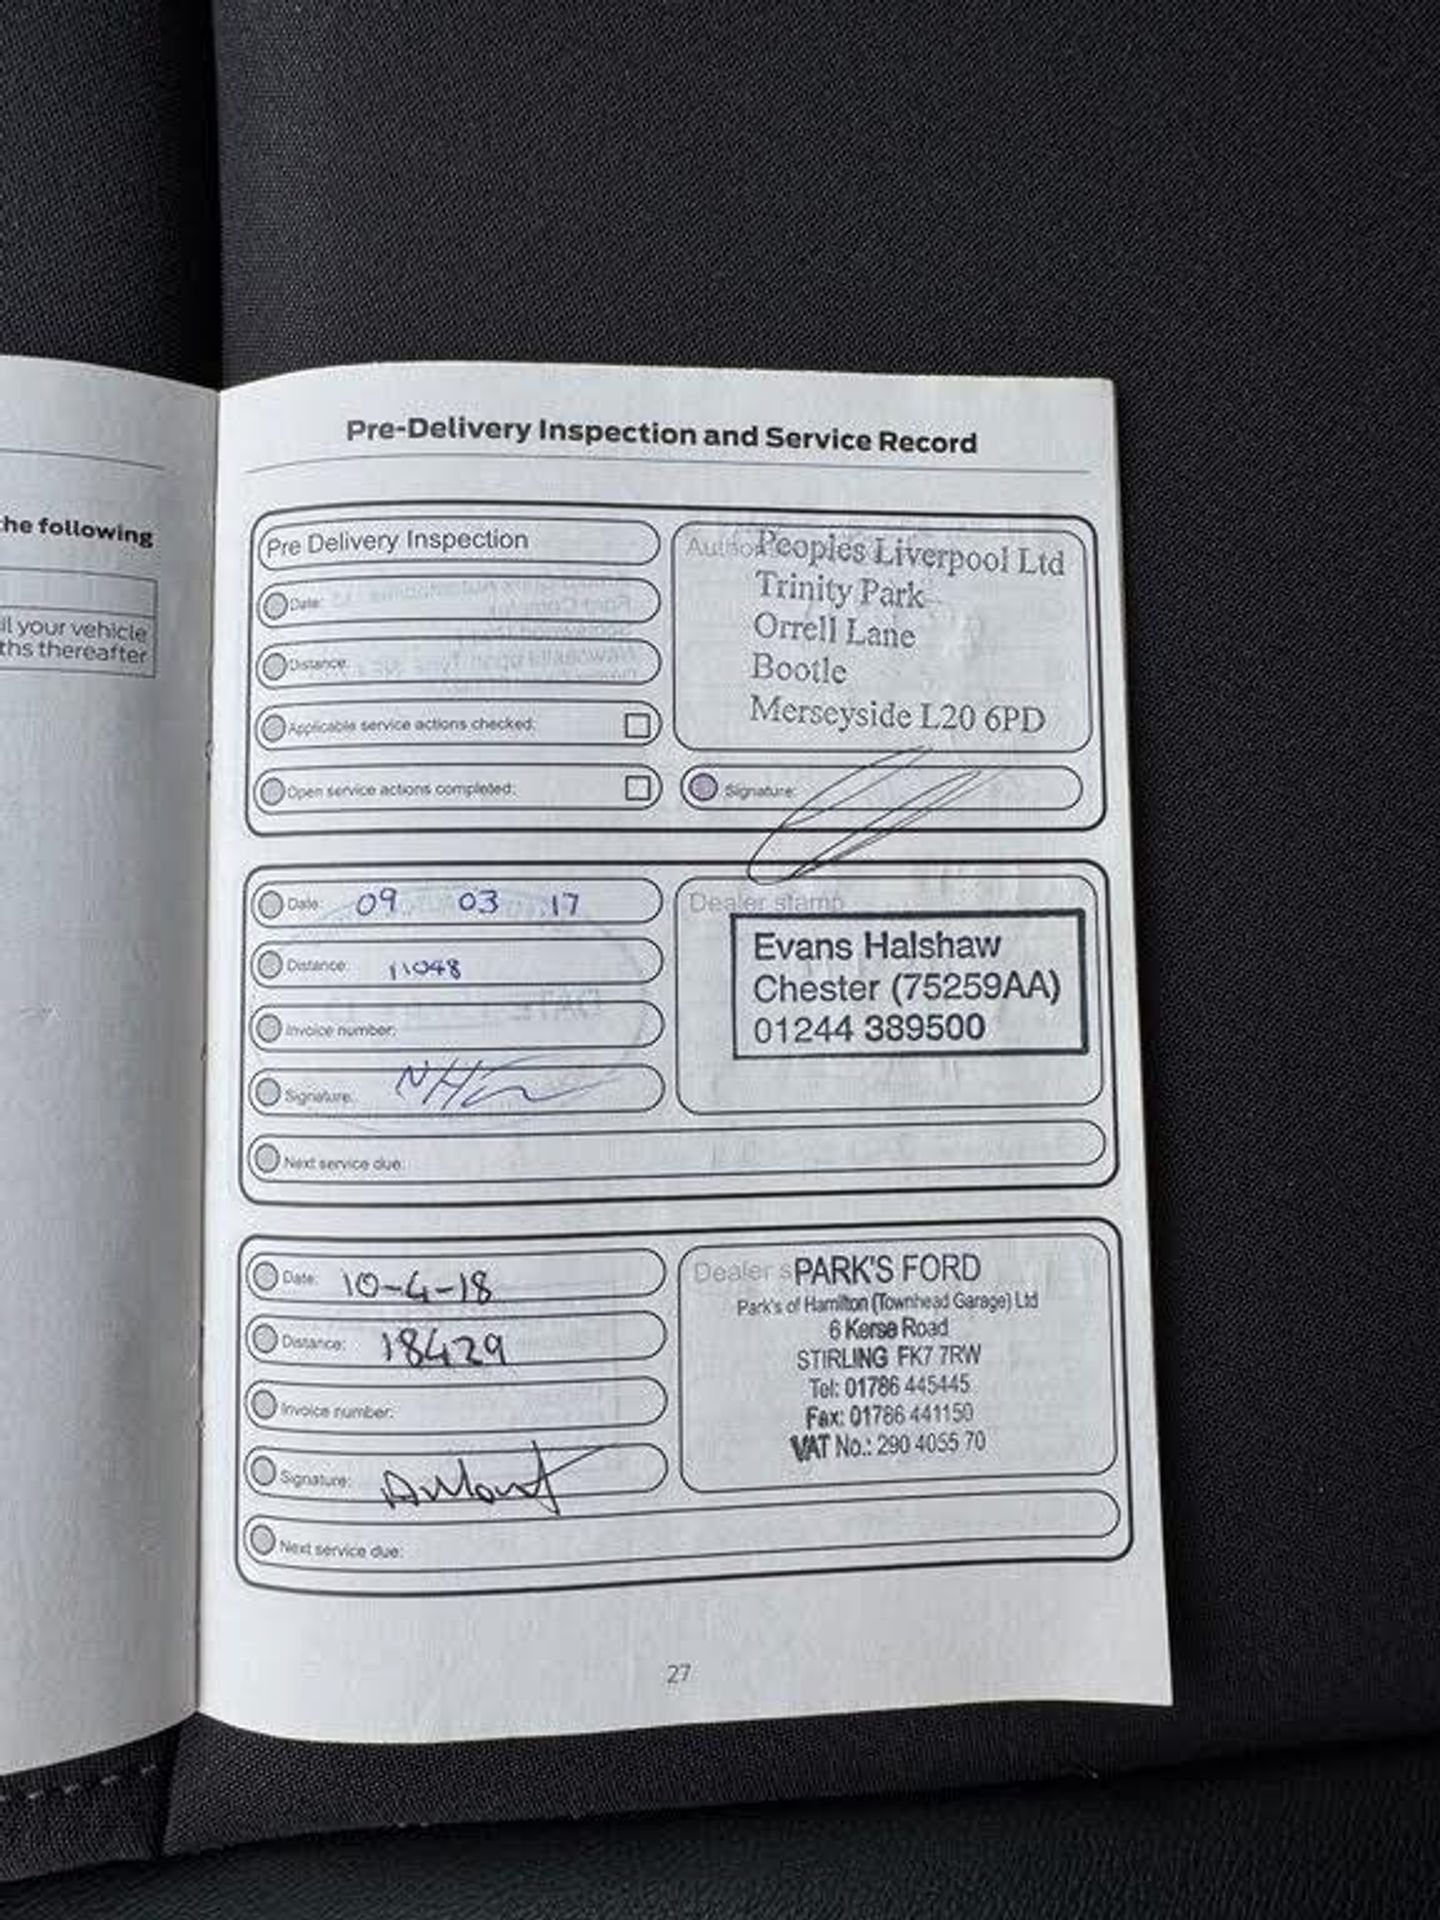 Pre-Delivery Inspection and Service Record
he following
il your vehicle
ths thereafter
Pre Delivery Inspection
Date:
Distance:
Applicable service actions checked:
Open service actions completed:
Peoples Liverpool Ltd
Trinity Park
Orrell Lane
Bootle
Merseyside L20 6PD
Signature:
Date: 09 03 17
Distance: 11048
Invoice number:
Signature:
Next service due:
Dealer stamp
Evans Halshaw
Chester (75259AA)
01244 389500
Date: 10-4-18
Distance: 18429
Invoice number:
Signature:
Next service due:
Dealer s PARK'S FORD
Park's of Hamilton (Townhead Garage) Ltd
6 Kerse Road
STIRLING FK7 7RW
Tel: 01786 445445
Fax: 01786 441150
VAT No.: 290 4055 70
27